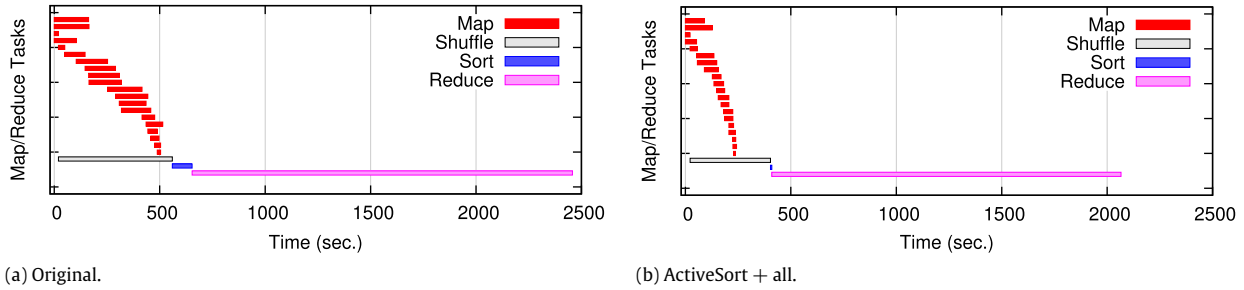 Map/Reduce Tasks
Map
Shuffle
Sort
Reduce
0 500 1000 1500 2000 2500
Time (sec.)
(a) Original.
Map/Reduce Tasks
Map
Shuffle
Sort
Reduce
0 500 1000 1500 2000 2500
Time (sec.)
(b) ActiveSort + all.